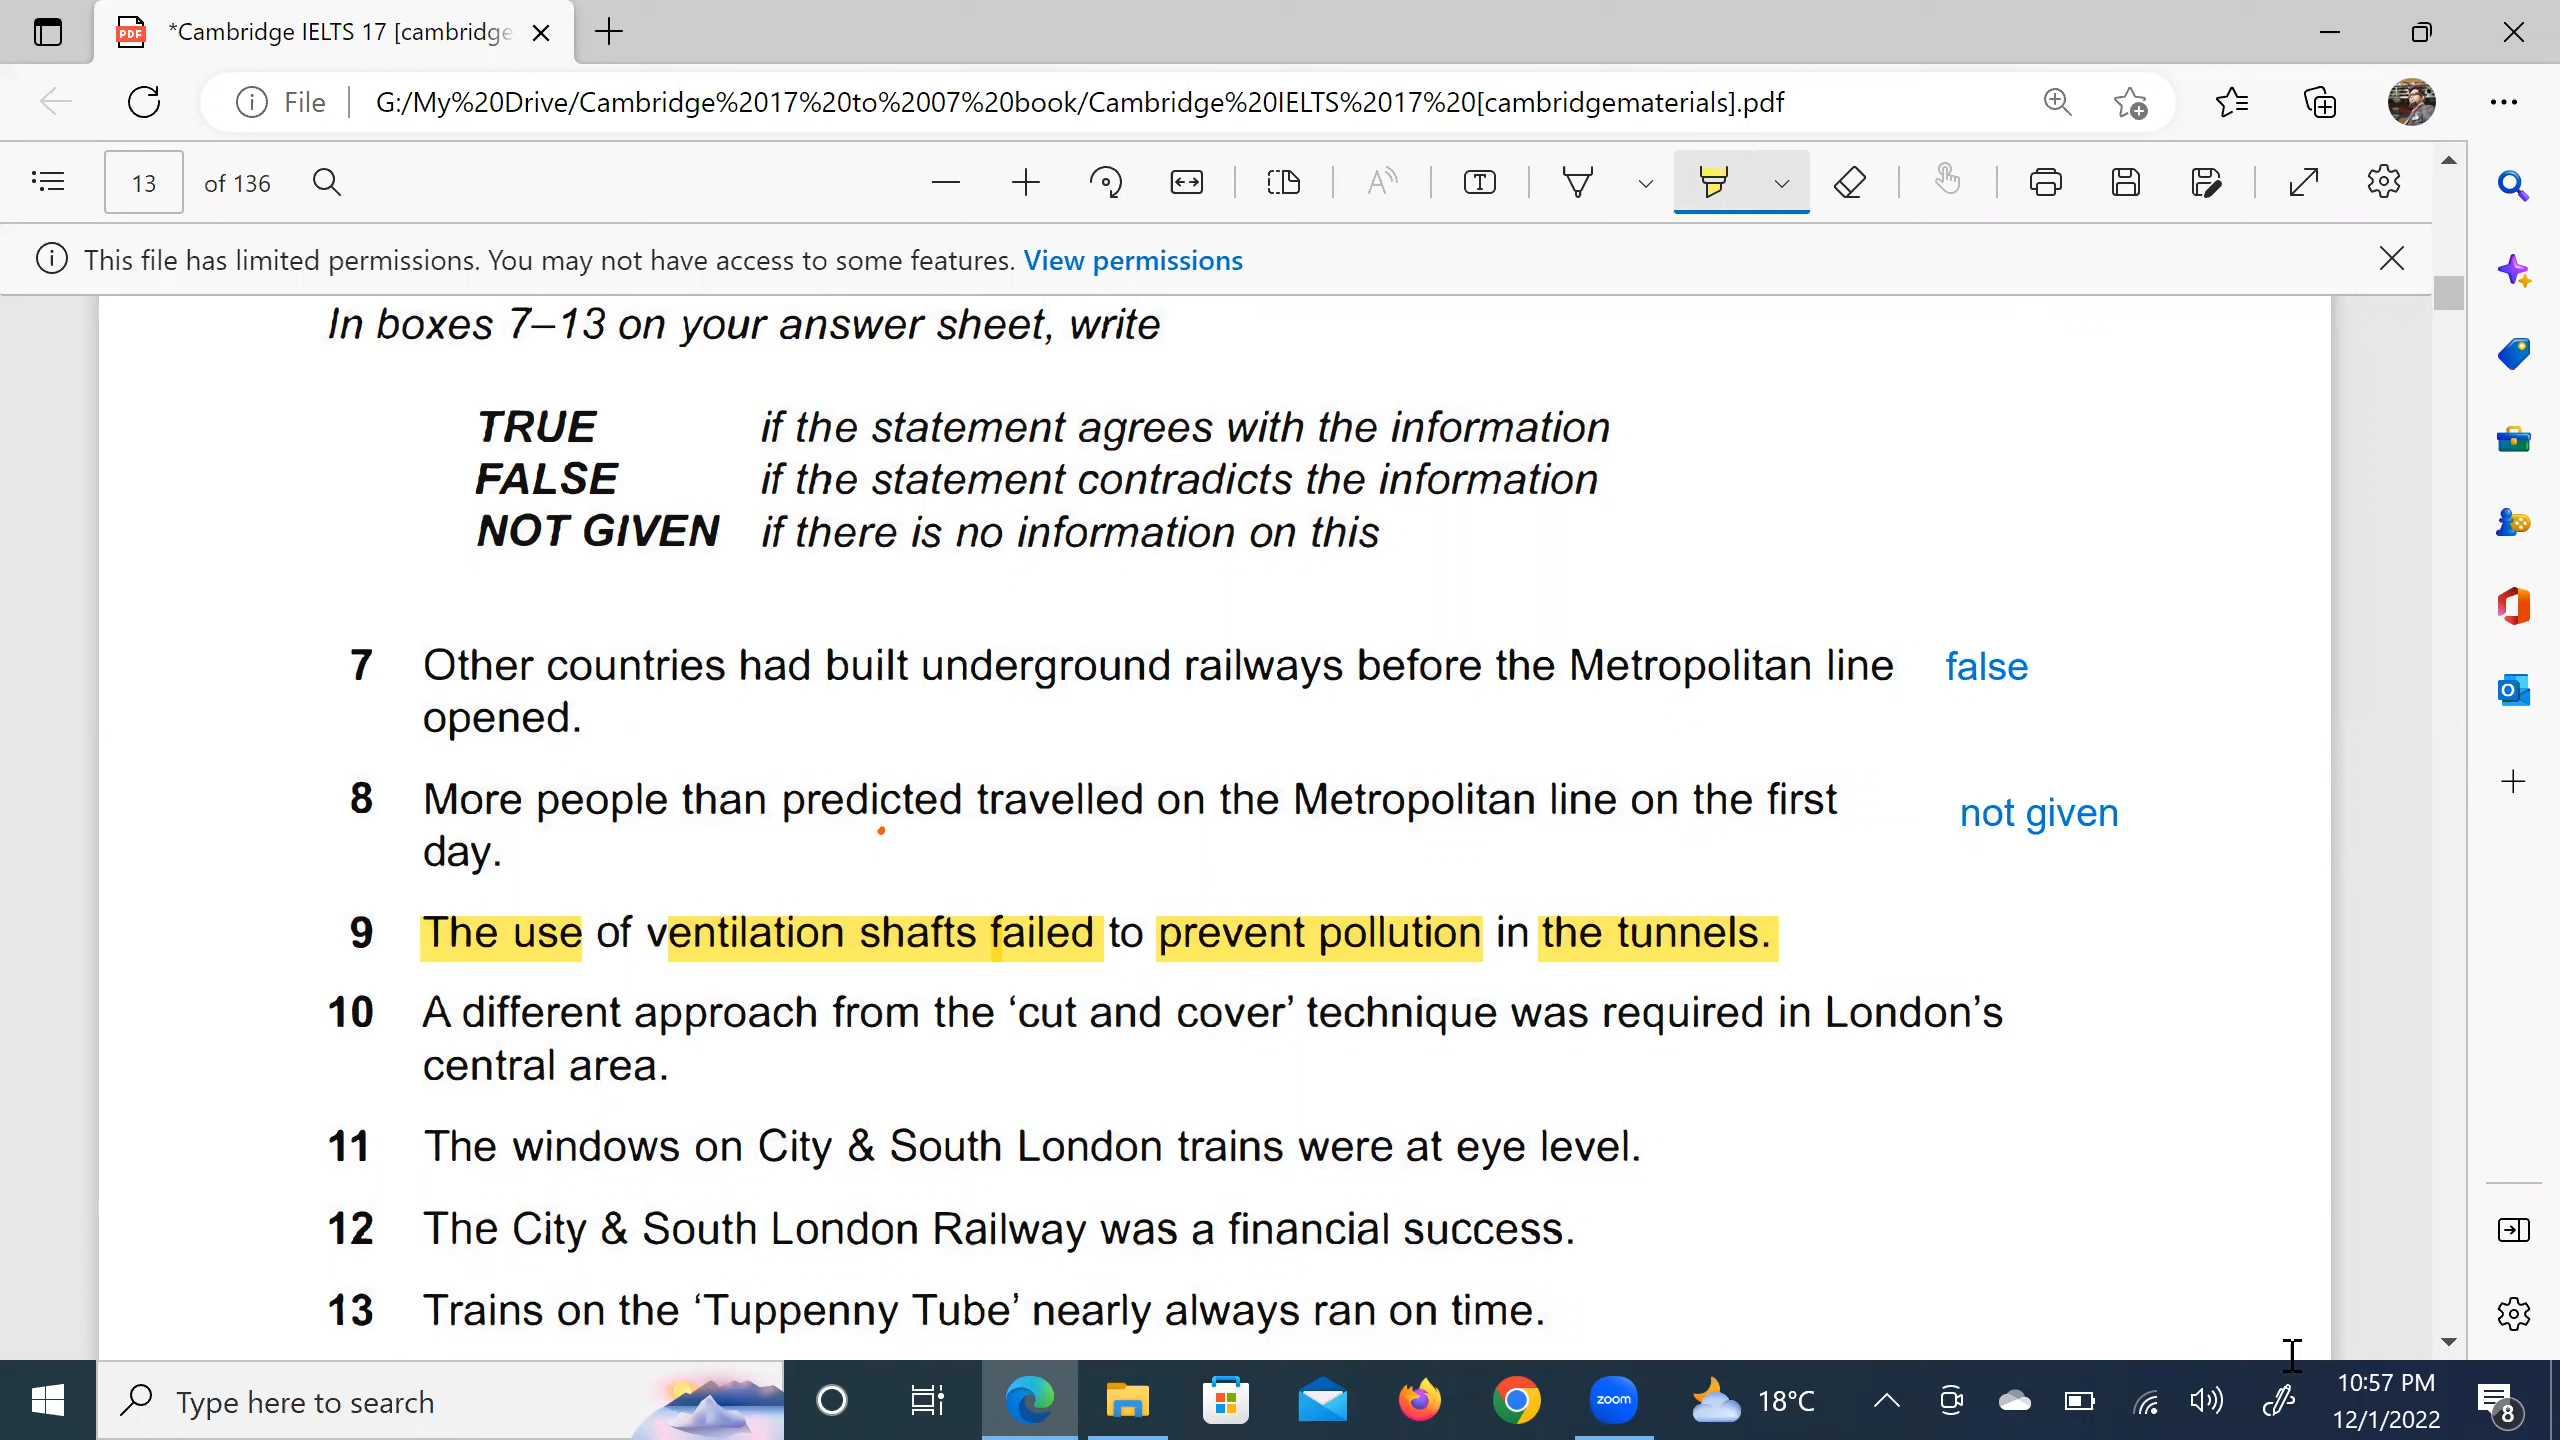 *Cambridge IELTS 17 [cambridge
File
G:/My%20Drive/Cambridge%2017%20to%2007%20book/Cambridge%20IELTS%2017%20[cambridgematerials].pdf
13 of 136
This file has limited permissions. You may not have access to some features. View permissions
In boxes 7–13 on your answer sheet, write
TRUE if the statement agrees with the information
FALSE if the statement contradicts the information
NOT GIVEN if there is no information on this
7 Other countries had built underground railways before the Metropolitan line false
opened.
8 More people than predicted travelled on the Metropolitan line on the first not given
day.
9 The use of ventilation shafts failed to prevent pollution in the tunnels.
10 A different approach from the ‘cut and cover’ technique was required in London’s
central area.
11 The windows on City & South London trains were at eye level.
12 The City & South London Railway was a financial success.
13 Trains on the ‘Tuppenny Tube’ nearly always ran on time.
Type here to search
zoom
18°C
10:57 PM
12/1/2022
8